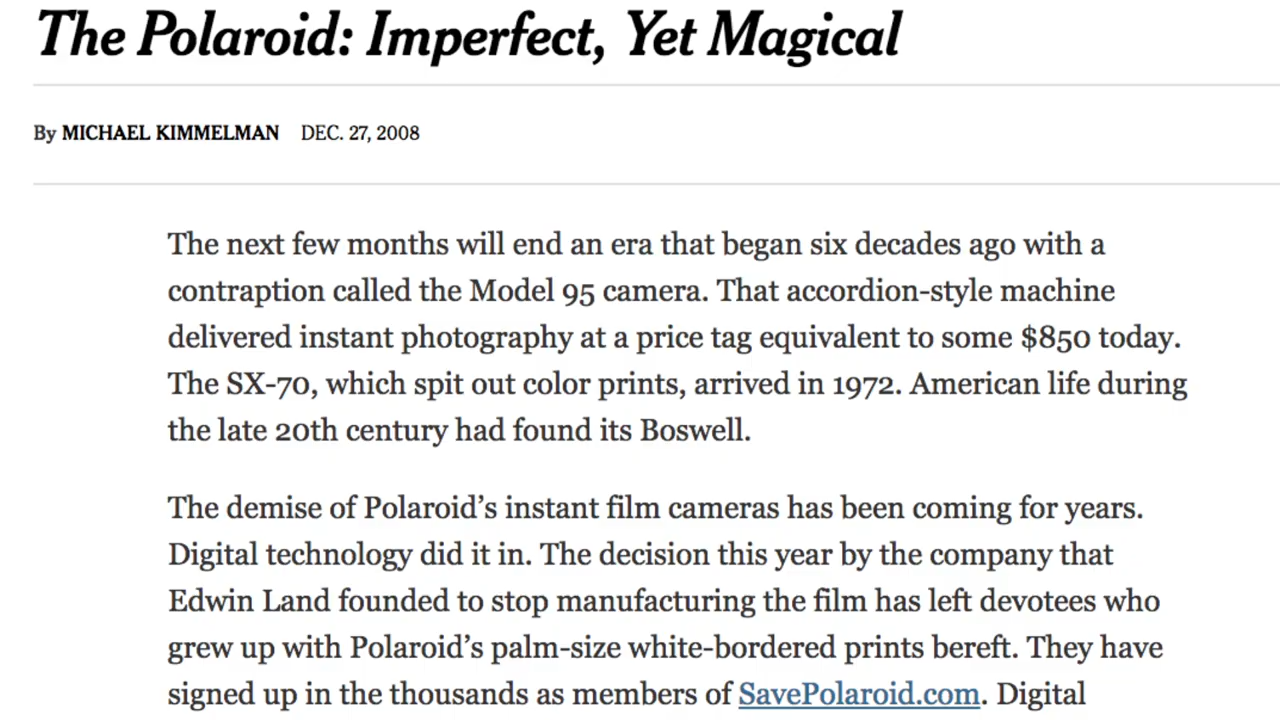 The Polaroid: Imperfect, Yet Magical
By MICHAEL KIMMELMAN DEC. 27, 2008
The next few months will end an era that began six decades ago with a
contraption called the Model 95 camera. That accordion-style machine
delivered instant photography at a price tag equivalent to some $850 today.
The SX-70, which spit out color prints, arrived in 1972. American life during
the late 20th century had found its Boswell.
The demise of Polaroid’s instant film cameras has been coming for years.
Digital technology did it in. The decision this year by the company that
Edwin Land founded to stop manufacturing the film has left devotees who
grew up with Polaroid’s palm-size white-bordered prints bereft. They have
signed up in the thousands as members of SavePolaroid.com. Digital